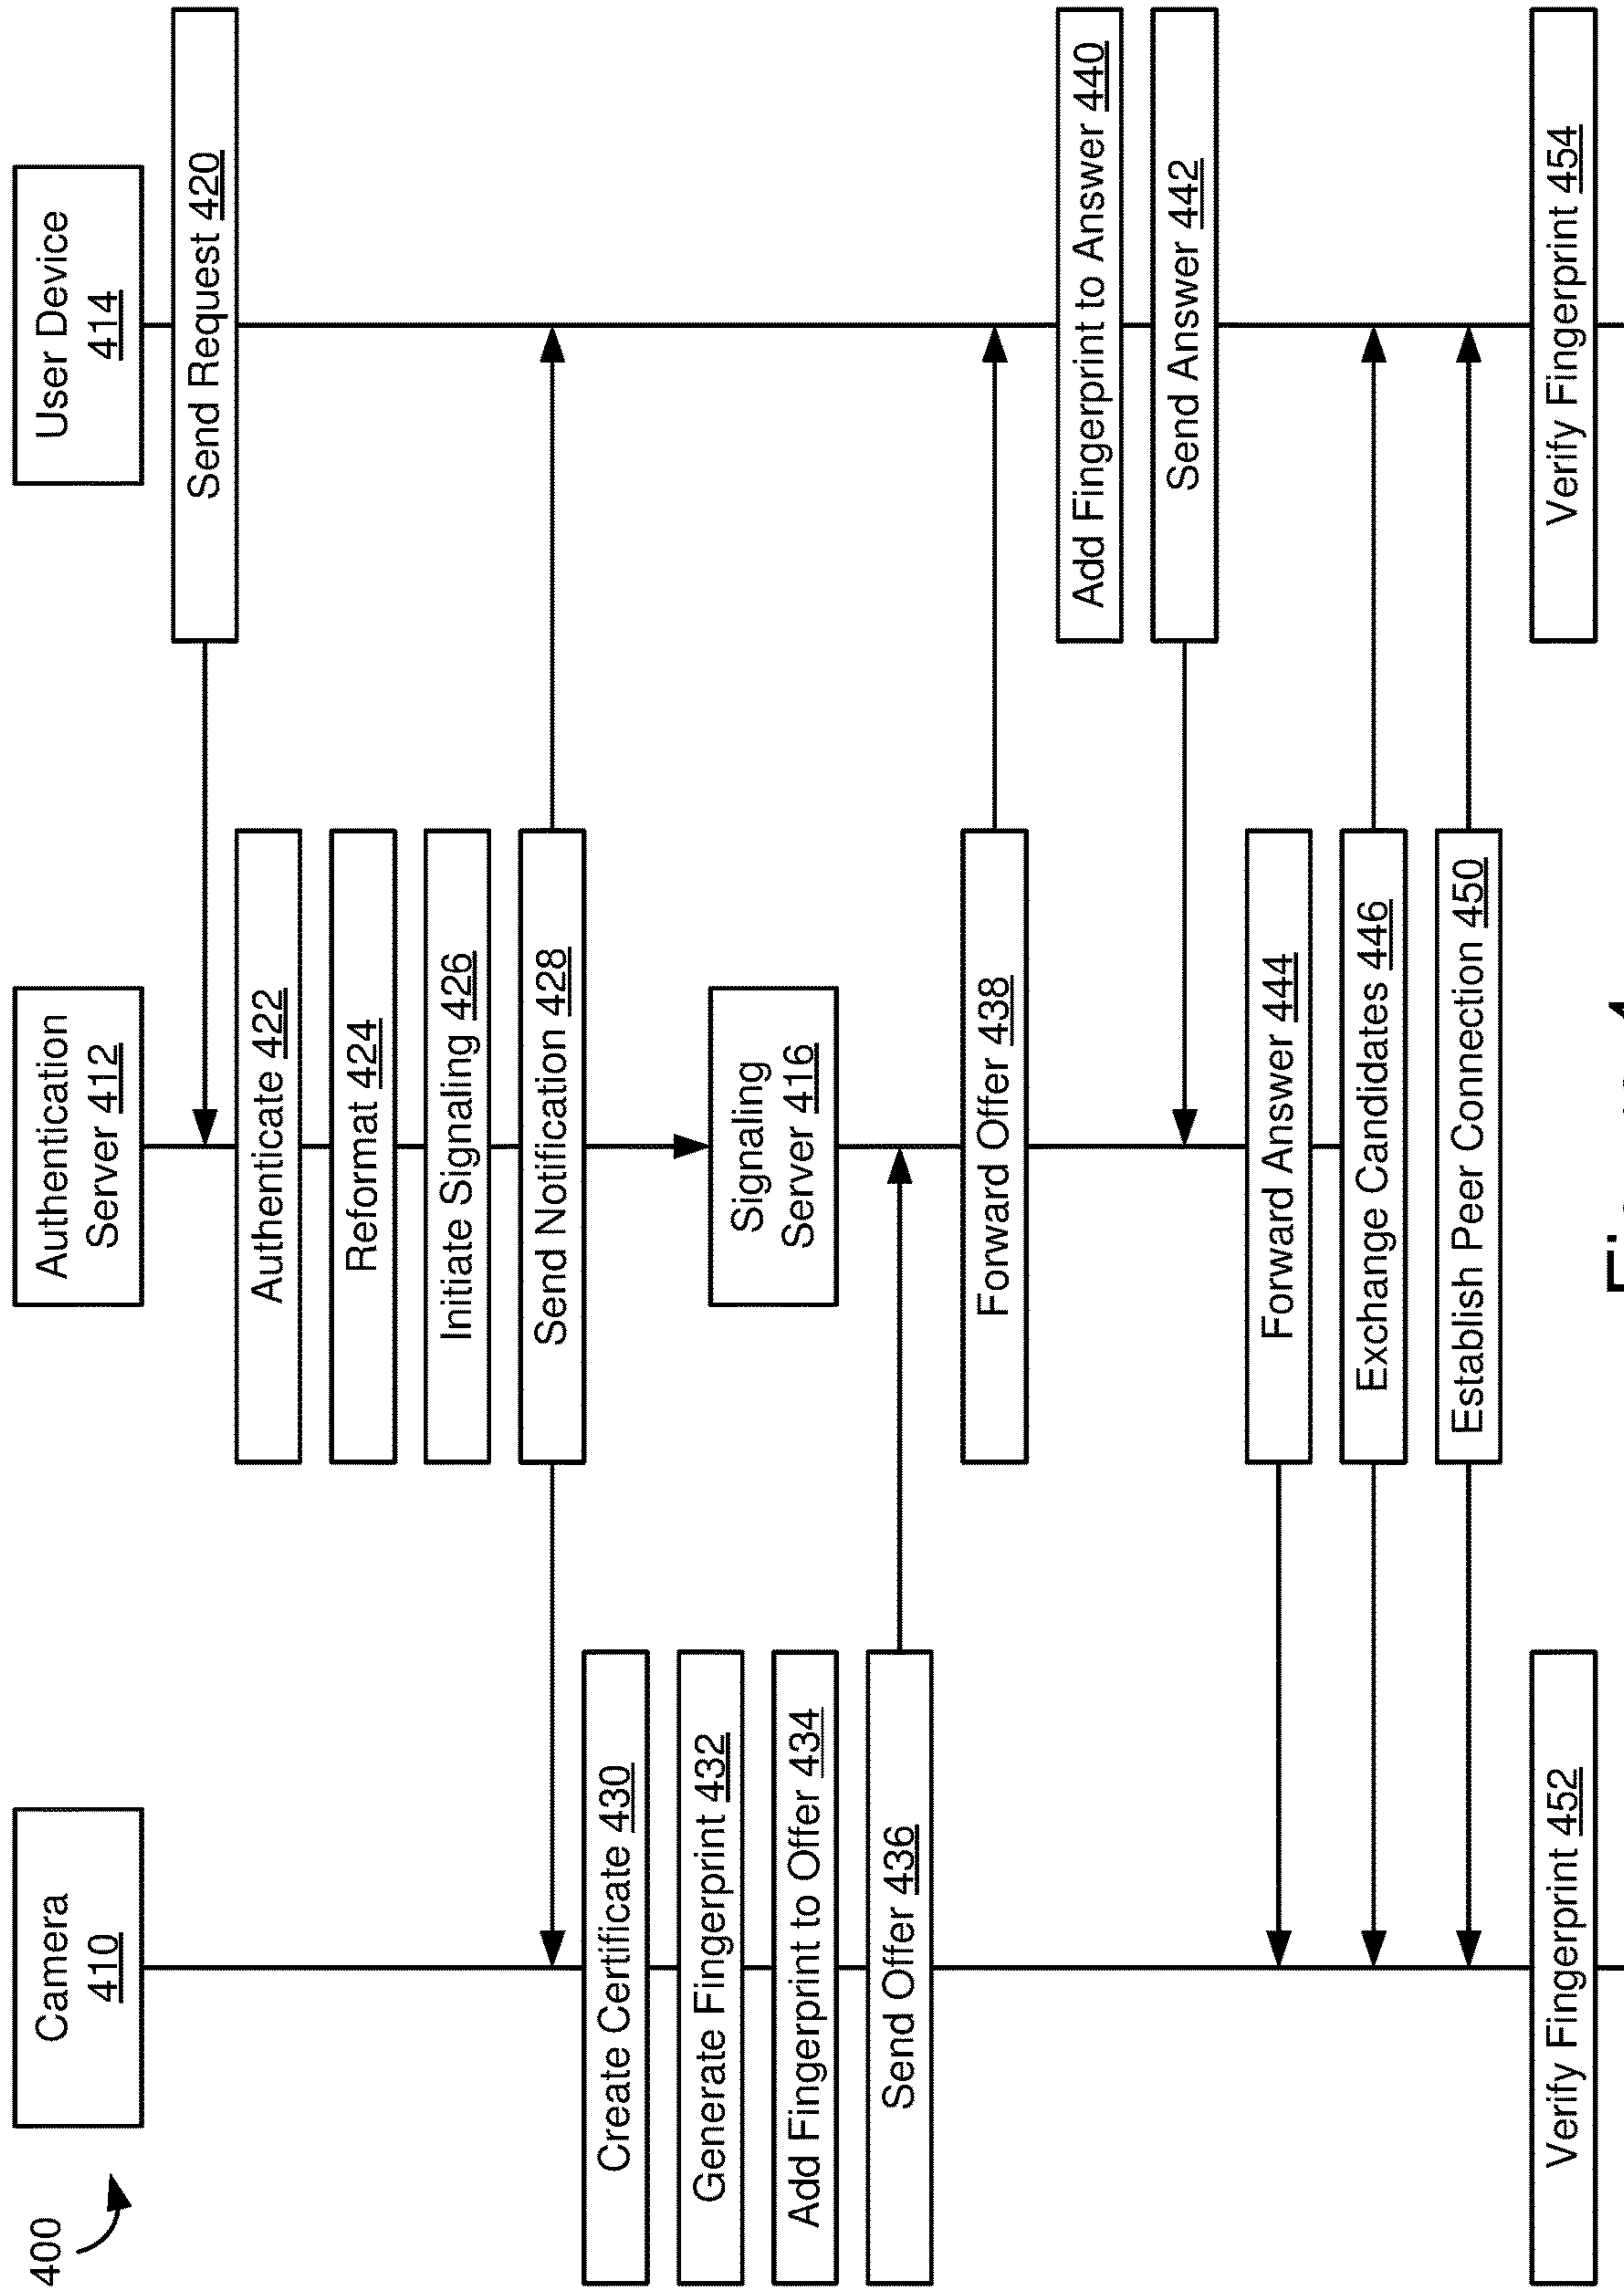 400
Camera
410
Authentication
Server 412
User Device
414
Send Request 420
Authenticate 422
Reformat 424
Initiate Signaling 426
Send Notification 428
Create Certificate 430
Generate Fingerprint 432
Signaling
Server 416
Add Fingerprint to Offer 434
Send Offer 436
Forward Offer 438
Add Fingerprint to Answer 440
Send Answer 442
Forward Answer 444
Exchange Candidates 446
Establish Peer Connection 450
Verify Fingerprint 452
Verify Fingerprint 454